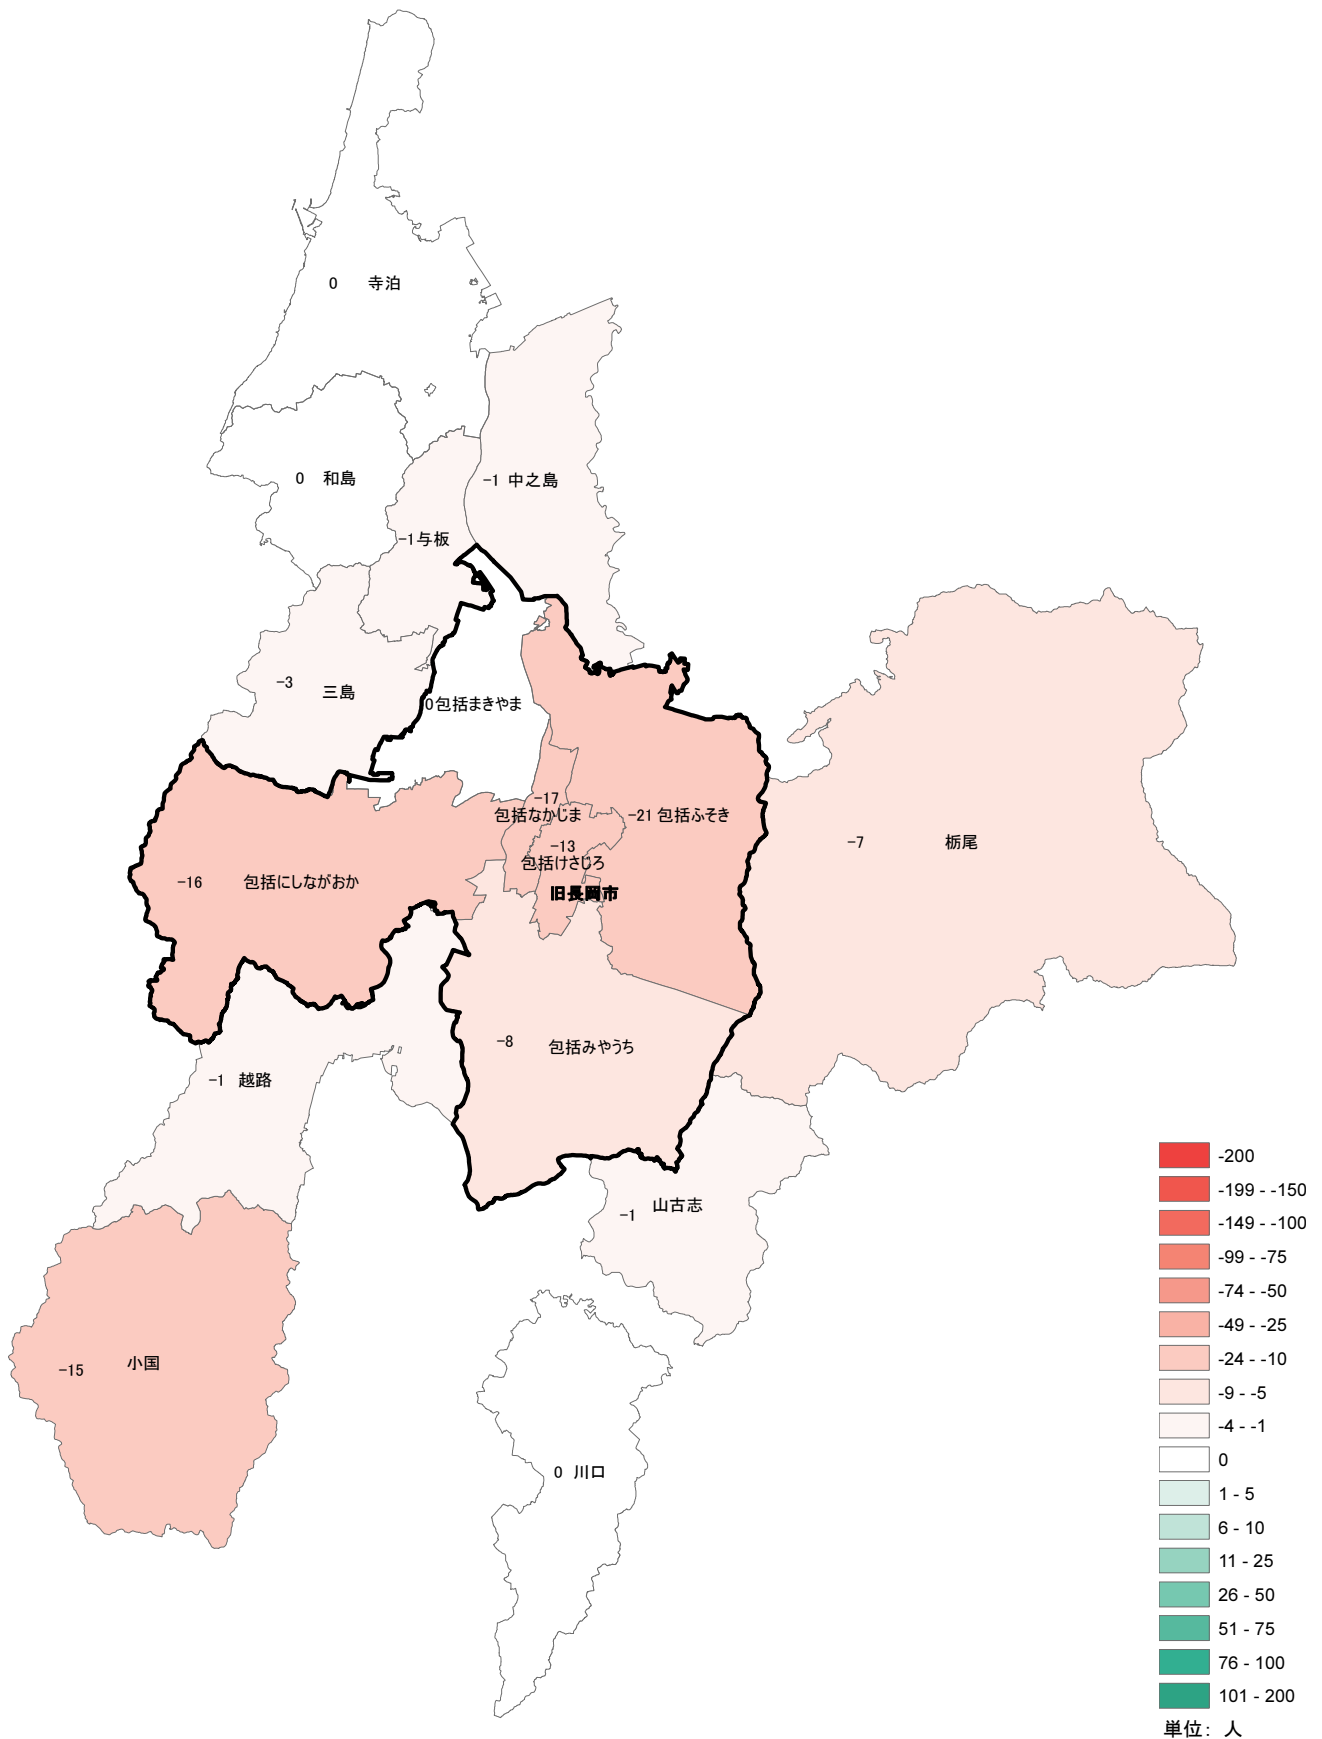 0 寺泊
0 和島
-1 中之島
-1 与板
-3 三島
0 包括まきやま
-17
包括なかじま
-21 包括ふそき
-13
包括けさじろ
-7 栃尾
-16 包括にしながおか
旧長岡市
-8 包括みやうち
-1 越路
-1 山古志
-15 小国
0 川口
-200
-199 - -150
-149 - -100
-99 - -75
-74 - -50
-49 - -25
-24 - -10
-9 - -5
-4 - -1
0
1 - 5
6 - 10
11 - 25
26 - 50
51 - 75
76 - 100
101 - 200
単位： 人